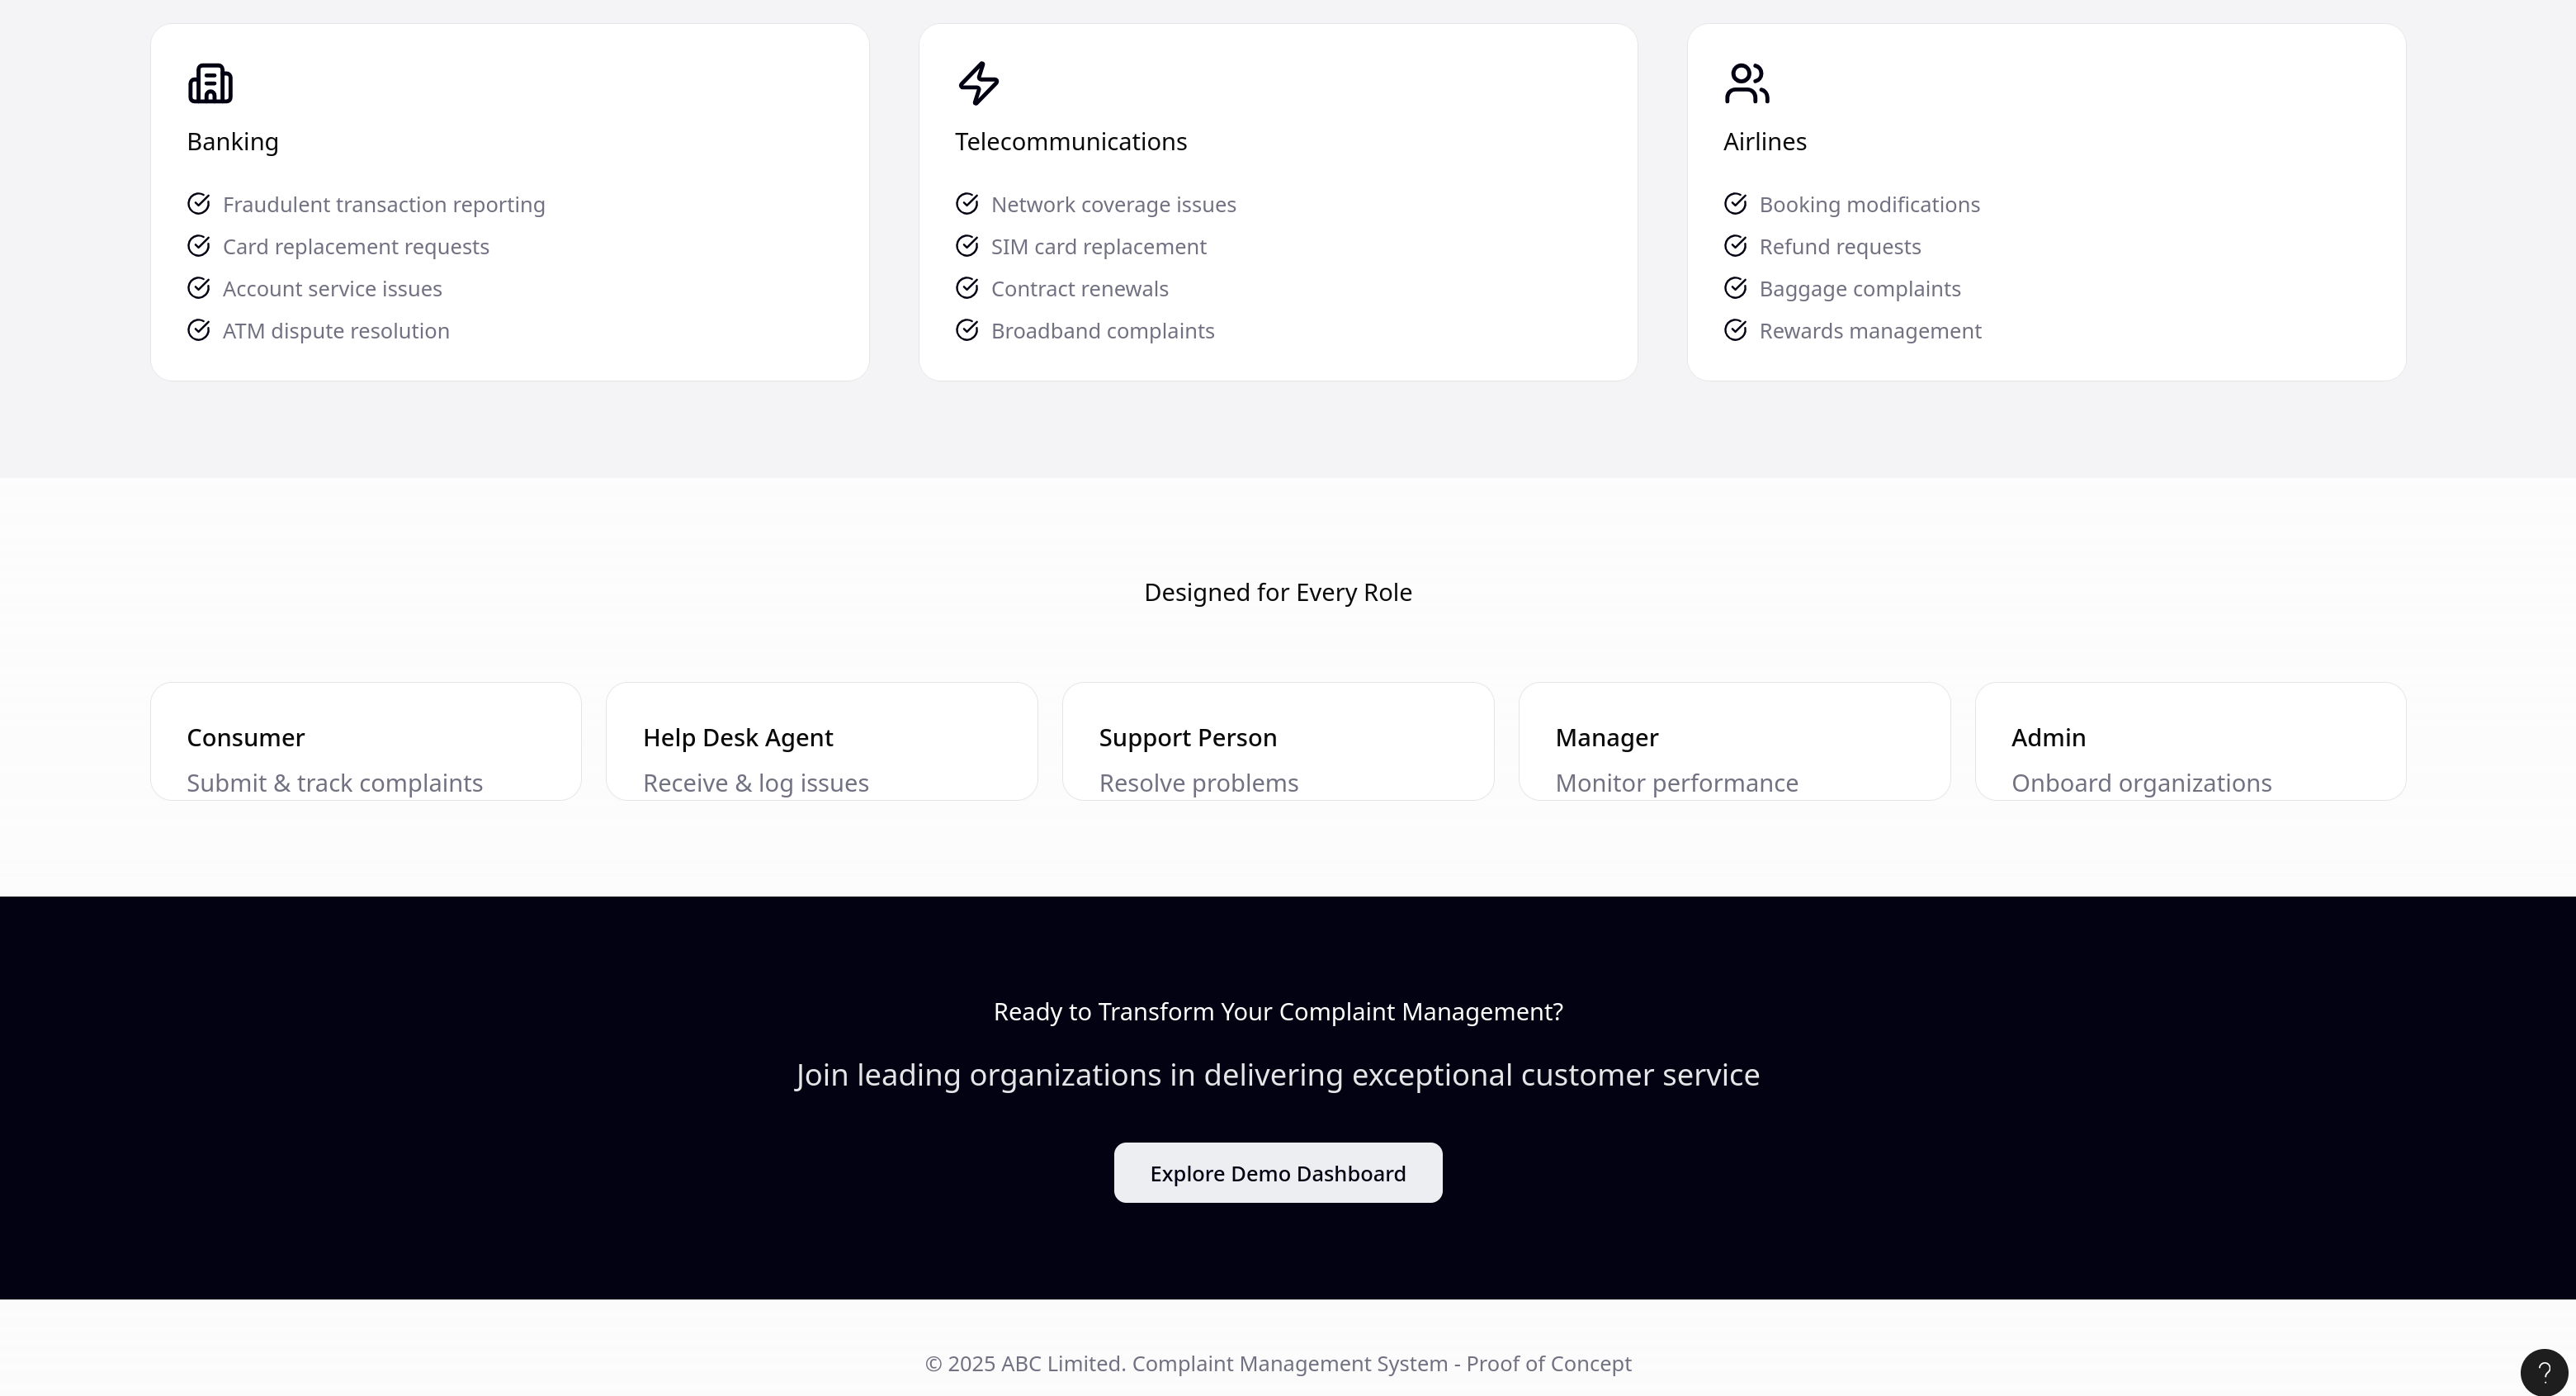 Banking
Fraudulent transaction reporting
Card replacement requests
Account service issues
ATM dispute resolution
Telecommunications
Network coverage issues
SIM card replacement
Contract renewals
Broadband complaints
Airlines
Booking modifications
Refund requests
Baggage complaints
Rewards management
Designed for Every Role
Consumer
Submit & track complaints
Help Desk Agent
Receive & log issues
Support Person
Resolve problems
Manager
Monitor performance
Admin
Onboard organizations
Ready to Transform Your Complaint Management?
Join leading organizations in delivering exceptional customer service
Explore Demo Dashboard
© 2025 ABC Limited. Complaint Management System - Proof of Concept
?